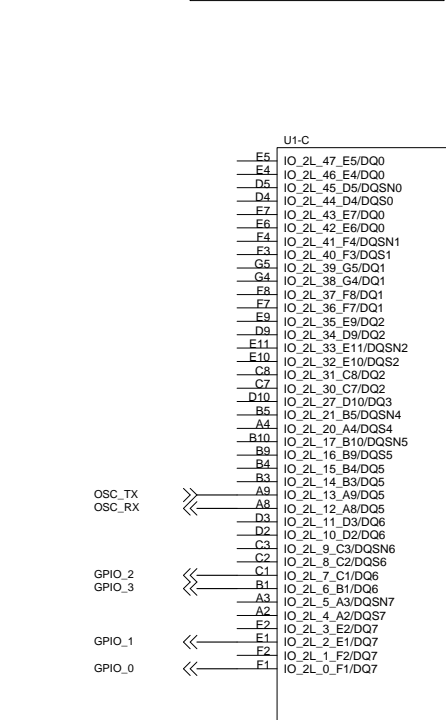 U1-C
E5 IO_2L_47_E5/DQ0
E4 IO_2L_46_E4/DQ0
D5 IO_2L_45_D5/DQSN0
D4 IO_2L_44_D4/DQS0
E7 IO_2L_43_E7/DQ0
E6 IO_2L_42_E6/DQ0
F4 IO_2L_41_F4/DQSN1
F3 IO_2L_40_F3/DQS1
G5 IO_2L_39_G5/DQ1
G4 IO_2L_38_G4/DQ1
F8 IO_2L_37_F8/DQ1
F7 IO_2L_36_F7/DQ1
E9 IO_2L_35_E9/DQ2
D9 IO_2L_34_D9/DQ2
E11 IO_2L_33_E11/DQSN2
E10 IO_2L_32_E10/DQS2
C8 IO_2L_31_C8/DQ2
C7 IO_2L_30_C7/DQ2
D10 IO_2L_27_D10/DQ3
B5 IO_2L_21_B5/DQSN4
A4 IO_2L_20_A4/DQS4
B10 IO_2L_17_B10/DQSN5
B9 IO_2L_16_B9/DQS5
B4 IO_2L_15_B4/DQ5
B3 IO_2L_14_B3/DQ5
OSC_TX A9 IO_2L_13_A9/DQ5
OSC_RX A8 IO_2L_12_A8/DQ5
D3 IO_2L_11_D3/DQ6
D2 IO_2L_10_D2/DQ6
C3 IO_2L_9_C3/DQSN6
C2 IO_2L_8_C2/DQS6
GPIO_2 C1 IO_2L_7_C1/DQ6
GPIO_3 B1 IO_2L_6_B1/DQ6
A3 IO_2L_5_A3/DQSN7
A2 IO_2L_4_A2/DQS7
E2 IO_2L_3_E2/DQ7
GPIO_1 E1 IO_2L_2_E1/DQ7
F2 IO_2L_1_F2/DQ7
GPIO_0 F1 IO_2L_0_F1/DQ7